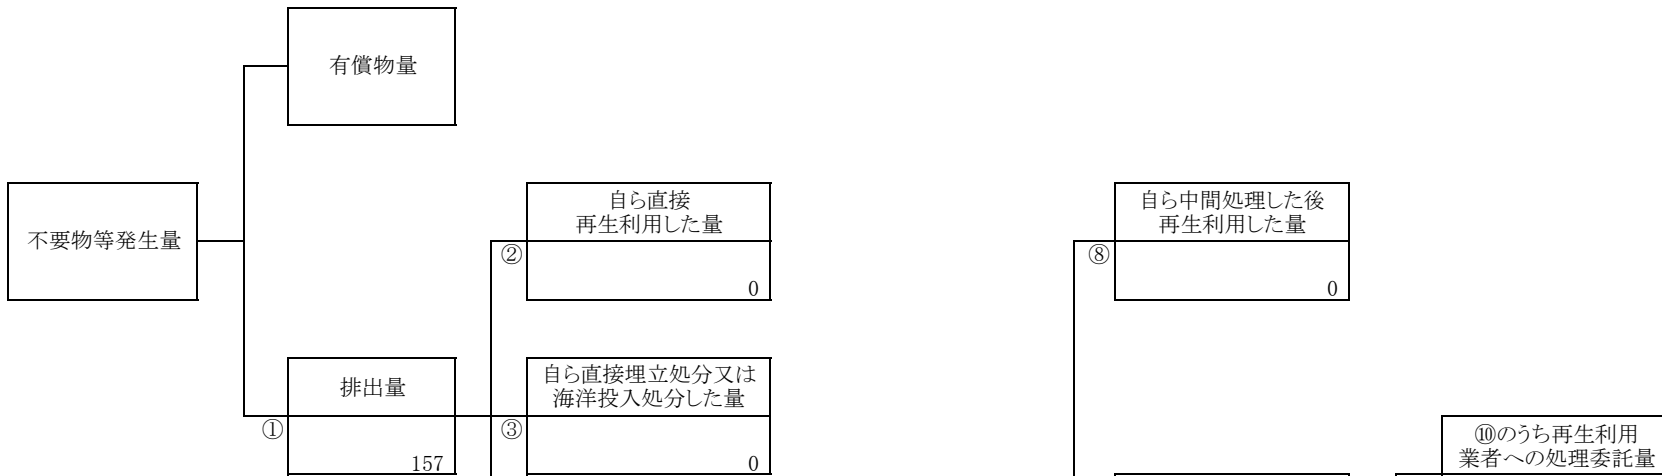 有償物量
不要物等発生量
自ら直接
再生利用した量
②
0
自ら中間処理した後
再生利用した量
⑧
0
排出量
①
157
自ら直接埋立処分又は
海洋投入処分した量
③
0
⑩のうち再生利用
業者への処理委託量